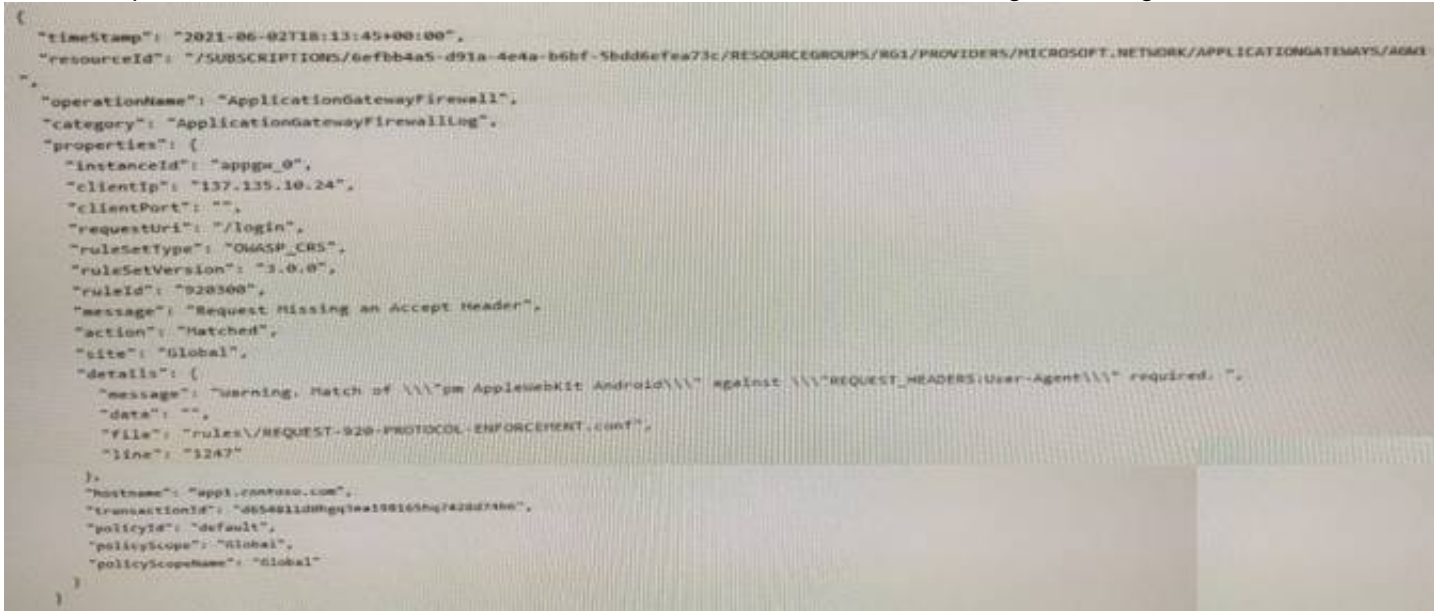 {
"timeStamp": "2021-06-02T18:13:45+00:00",
"resourceId": "/SUBSCRIPTIONS/6efbb4a5-d91a-4e4a-b6bf-5bdd6efea73c/RESOURCEGROUPS/RG1/PROVIDERS/MICROSOFT.NETWORK/APPLICATIONGATEWAYS/AGW1
",
"operationName": "ApplicationGatewayFirewall",
"category": "ApplicationGatewayFirewallLog",
"properties": {
"instanceId": "appgw_0",
"clientIp": "137.135.10.24",
"clientPort": "",
"requestUri": "/login",
"ruleSetType": "OWASP_CRS",
"ruleSetVersion": "3.0.0",
"ruleId": "920300",
"message": "Request Missing an Accept Header",
"action": "Matched",
"site": "Global",
"details": {
"message": "Warning. Match of \\\"pm AppleWebKit Android\\\" against \\\"REQUEST_HEADERS:User-Agent\\\" required. ",
"data": "",
"file": "rules\/REQUEST-920-PROTOCOL-ENFORCEMENT.conf",
"line": "1247"
},
"hostname": "app1.contoso.com",
"transactionId":
"policyId": "default",
"policyScope": "Global",
"policyScopeName": "Global"
}
}